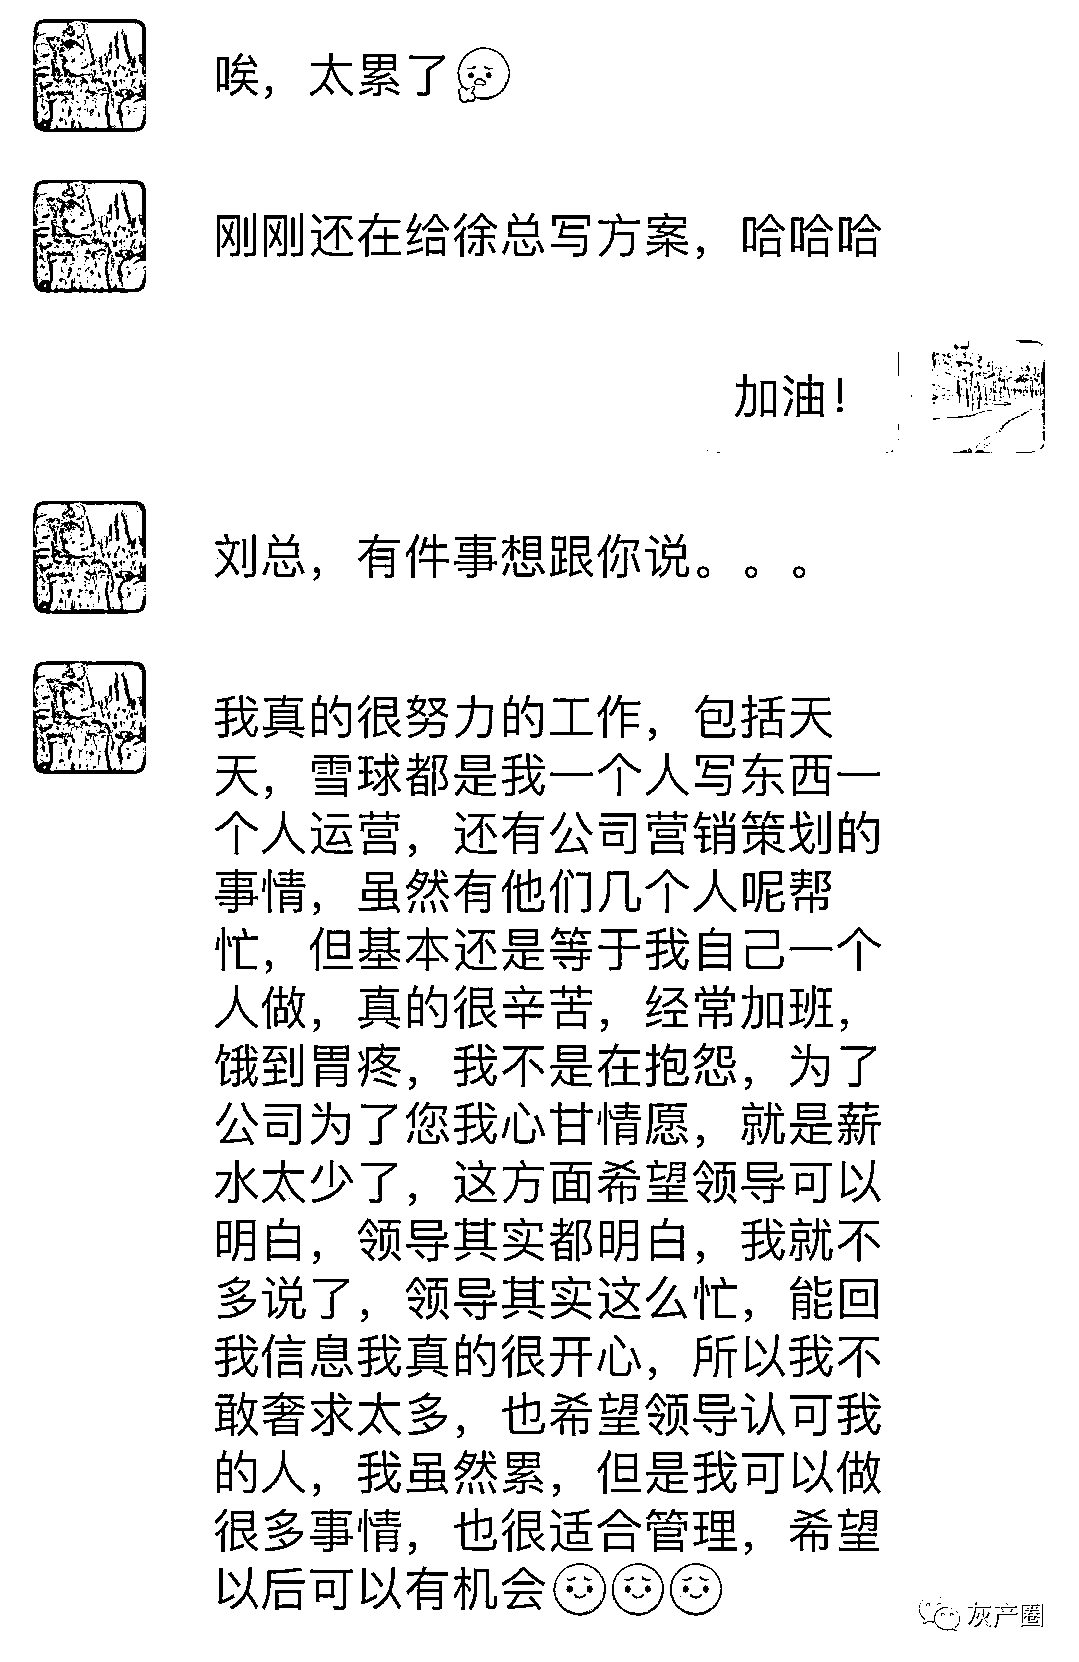 唉，太累了
刚刚还在给徐总写方案，哈哈哈
加油！
刘总，有件事想跟你说。。。
我真的很努力的工作，包括天
天，雪球都是我一个人写东西一
个人运营，还有公司营销策划的
事情，虽然有他们几个人呢帮
忙，但基本还是等于我自己一个
人做，真的很辛苦，经常加班，
饿到胃疼，我不是在抱怨，为了
公司为了您我心甘情愿，就是薪
水太少了，这方面希望领导可以
明白，领导其实都明白，我就不
多说了，领导其实这么忙，能回
我信息我真的很开心，所以我不
敢奢求太多，也希望领导认可我
的人，我虽然累，但是我可以做
很多事情，也很适合管理，希望
以后可以有机会
灰产圈